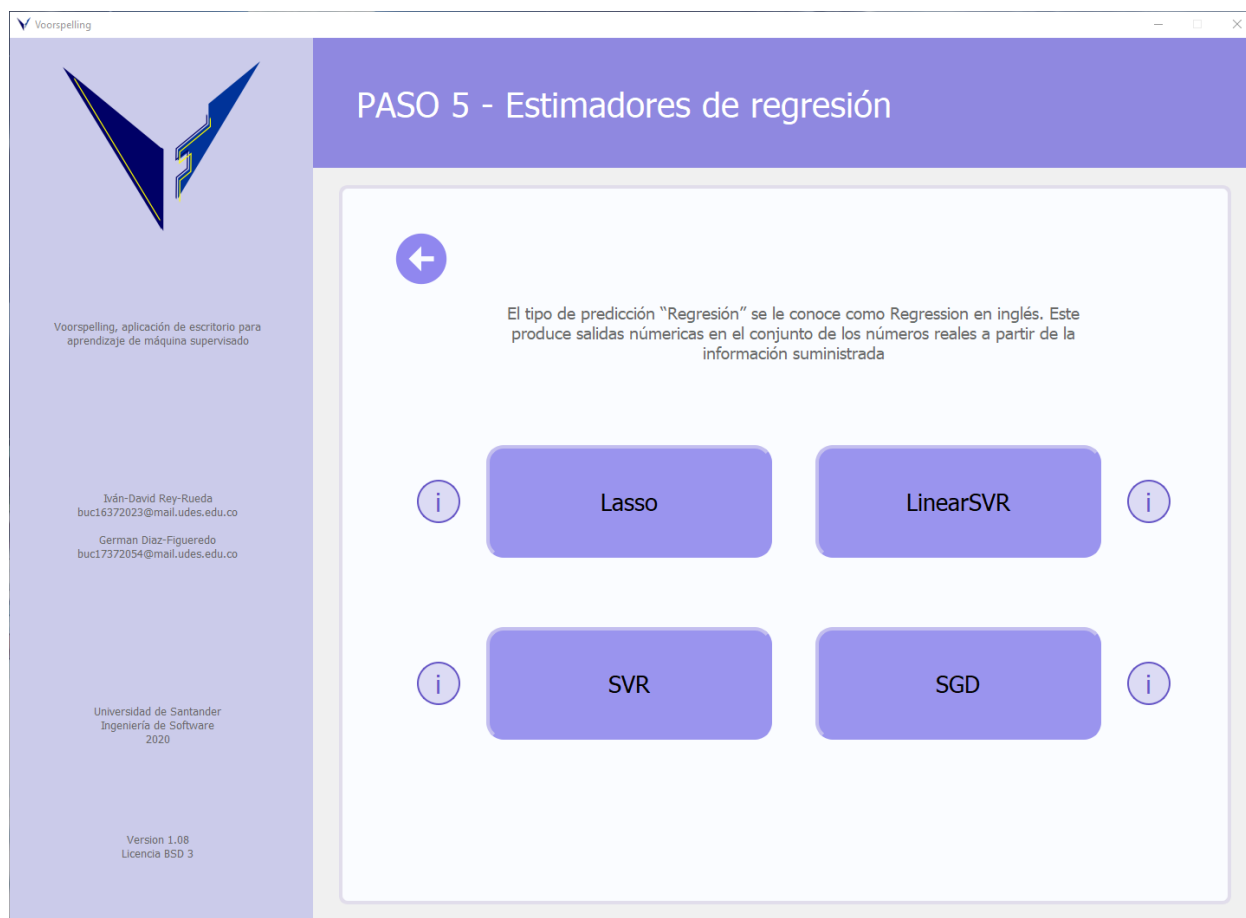 Voorspelling
PASO 5 - Estimadores de regresión
Voorspelling, aplicación de escritorio para
aprendizaje de máquina supervisado
Iván-David Rey-Rueda
buc16372023@mail.udes.edu.co
German Diaz-Figueredo
buc17372054@mail.udes.edu.co
Universidad de Santander
Ingeniería de Software
2020
Version 1.08
Licencia BSD 3
El tipo de predicción “Regresión” se le conoce como Regression en inglés. Este
produce salidas númericas en el conjunto de los números reales a partir de la
información suministrada
i
Lasso
LinearSVR
i
i
SVR
SGD
i